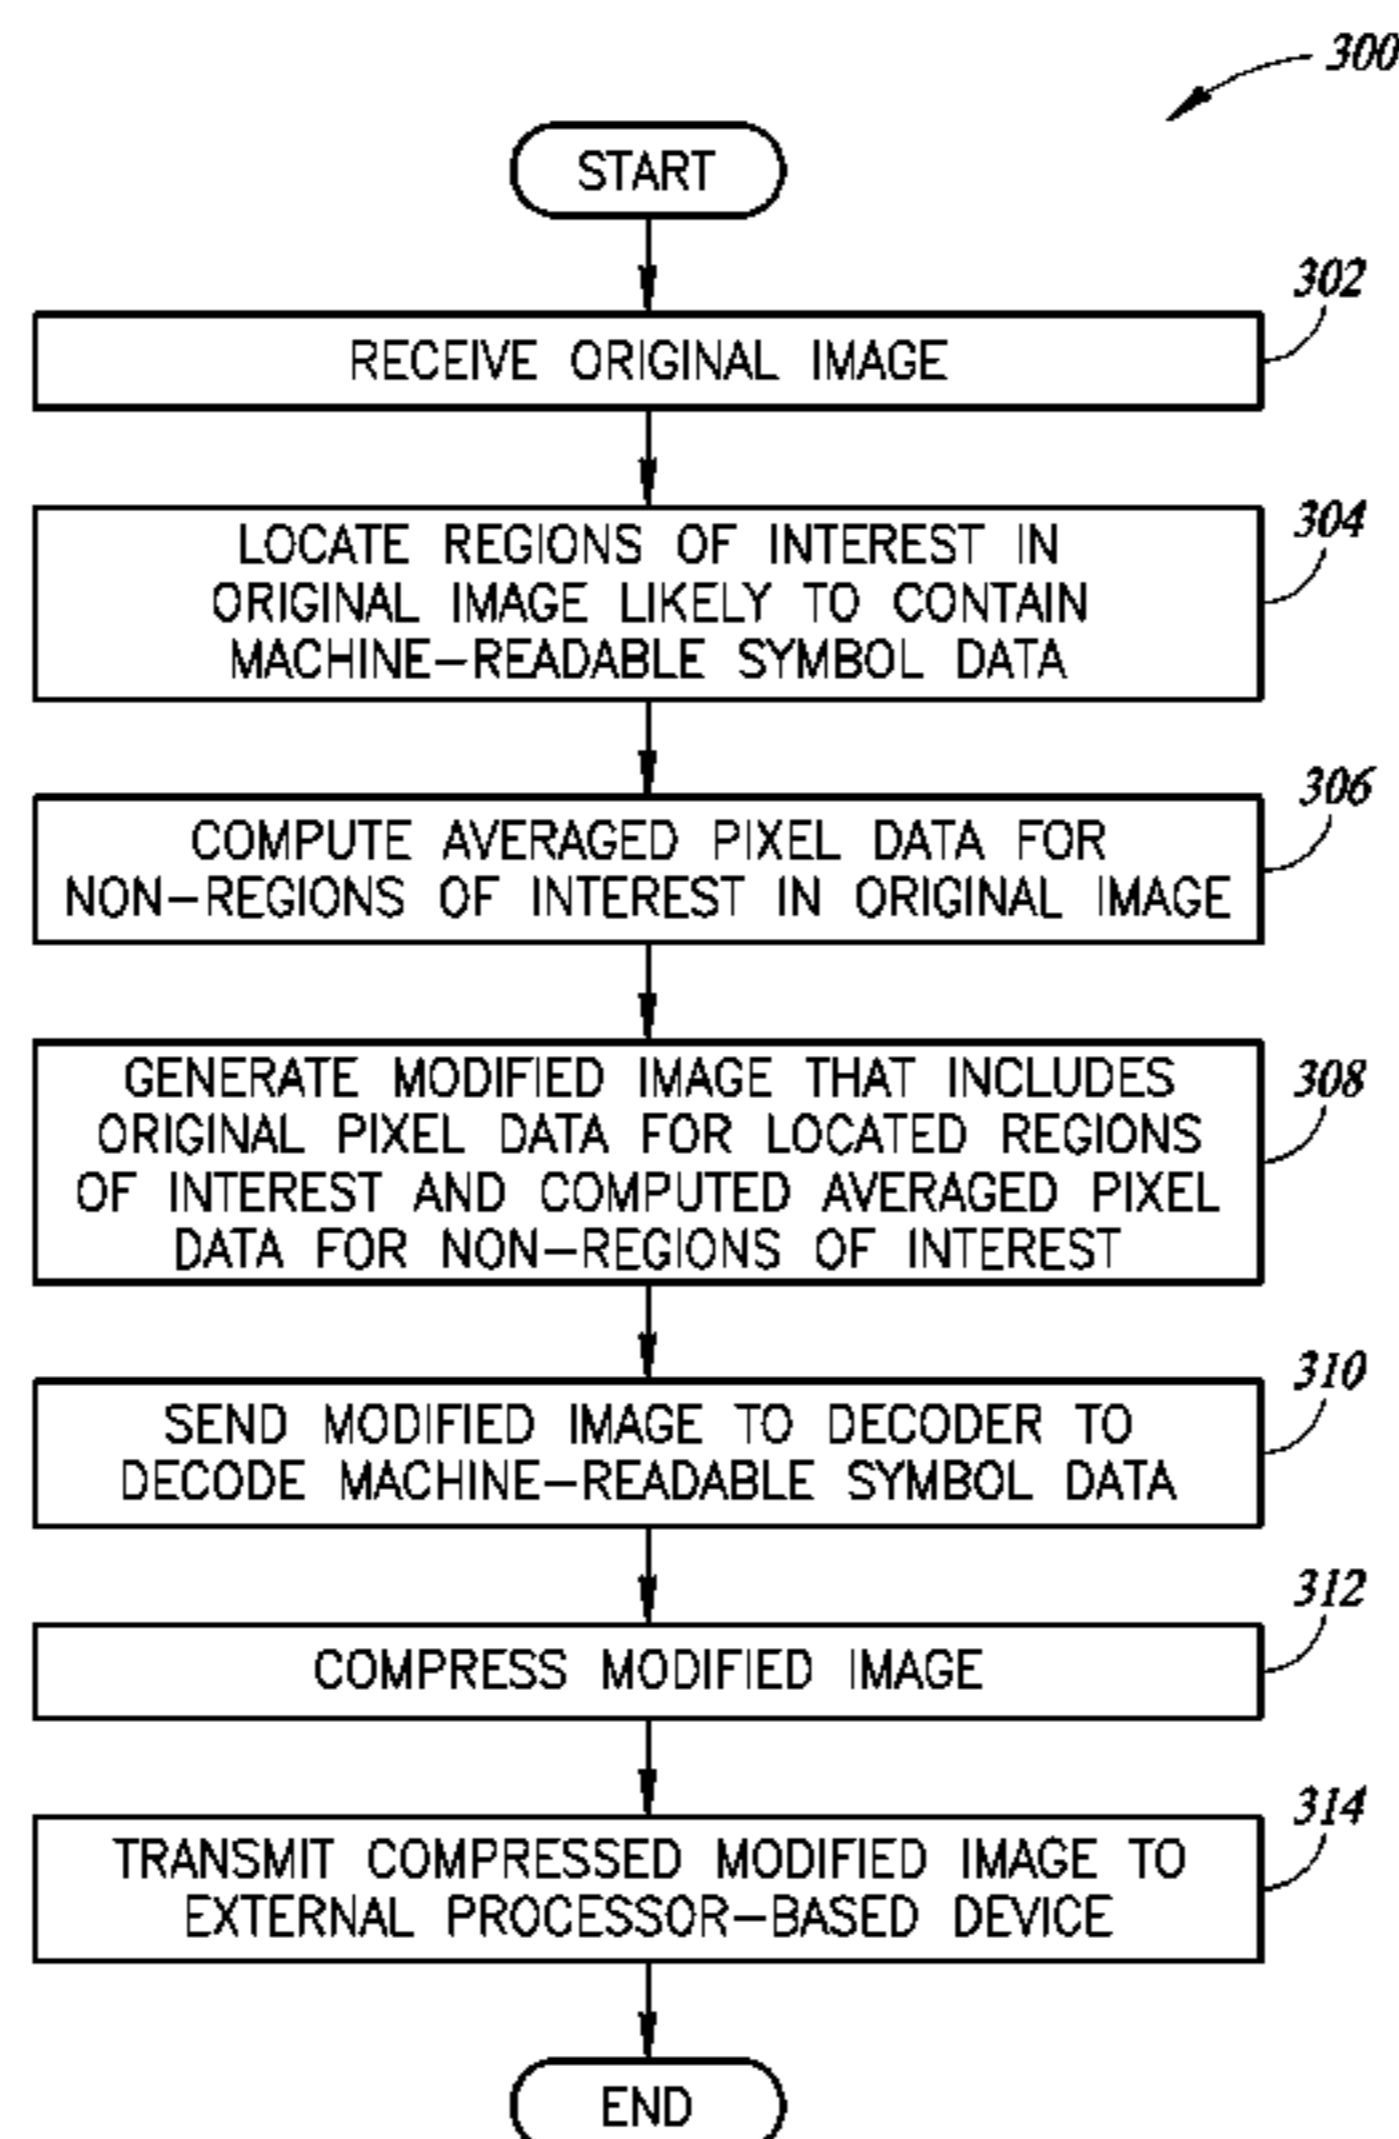 300
START
302
RECEIVE ORIGINAL IMAGE
304
LOCATE REGIONS OF INTEREST IN
ORIGINAL IMAGE LIKELY TO CONTAIN
MACHINE-READABLE SYMBOL DATA
306
COMPUTE AVERAGED PIXEL DATA FOR
NON-REGIONS OF INTEREST IN ORIGINAL IMAGE
308
GENERATE MODIFIED IMAGE THAT INCLUDES
ORIGINAL PIXEL DATA FOR LOCATED REGIONS
OF INTEREST AND COMPUTED AVERAGED PIXEL
DATA FOR NON-REGIONS OF INTEREST
310
SEND MODIFIED IMAGE TO DECODER TO
DECODE MACHINE-READABLE SYMBOL DATA
312
COMPRESS MODIFIED IMAGE
314
TRANSMIT COMPRESSED MODIFIED IMAGE TO
EXTERNAL PROCESSOR-BASED DEVICE
END